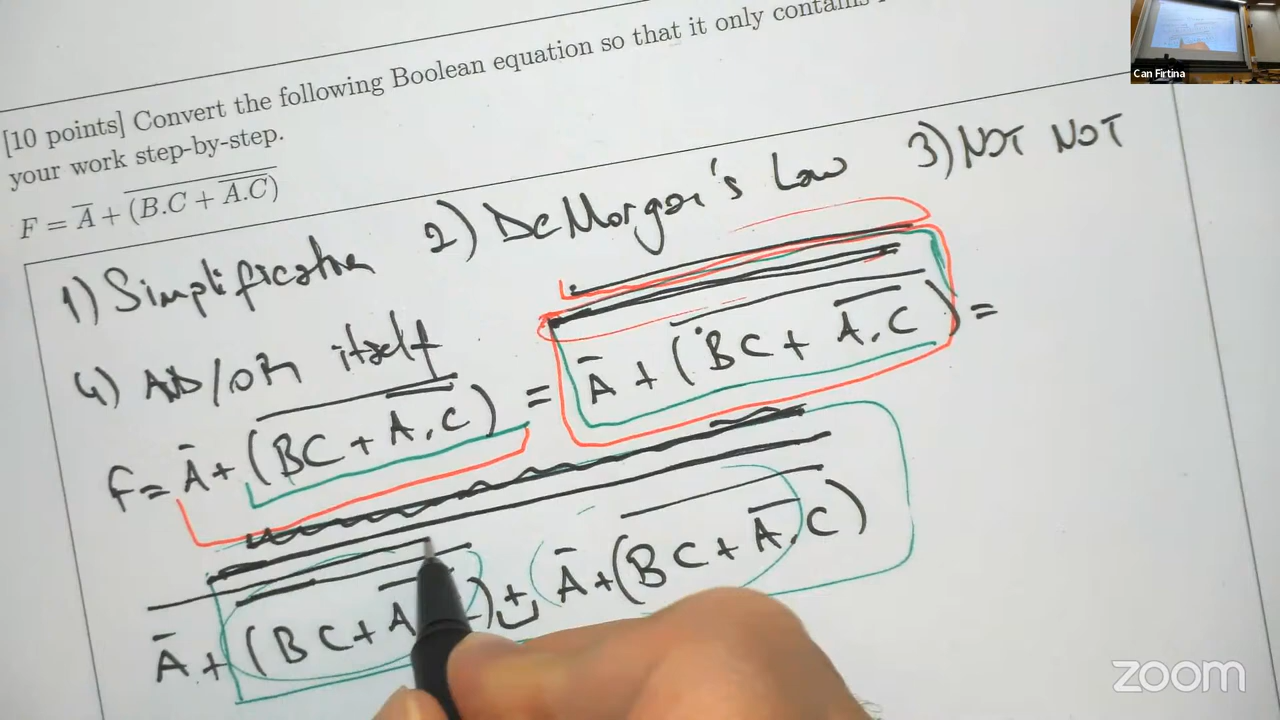 [10 points] Convert the following Boolean equation so that it only contains
your work step-by-step.
F = A̅ + (B.C + A̅.C̅)̅
1) Simplification 2) DeMorgan's Law 3) NOT NOT
4) AND/OR itself
F = A̅ + (BC + A.C) = A̅ + (BC + A.C) =
A̅ + (BC + A ) + A̅ + (BC + A.C)
Can Firtina
zoom